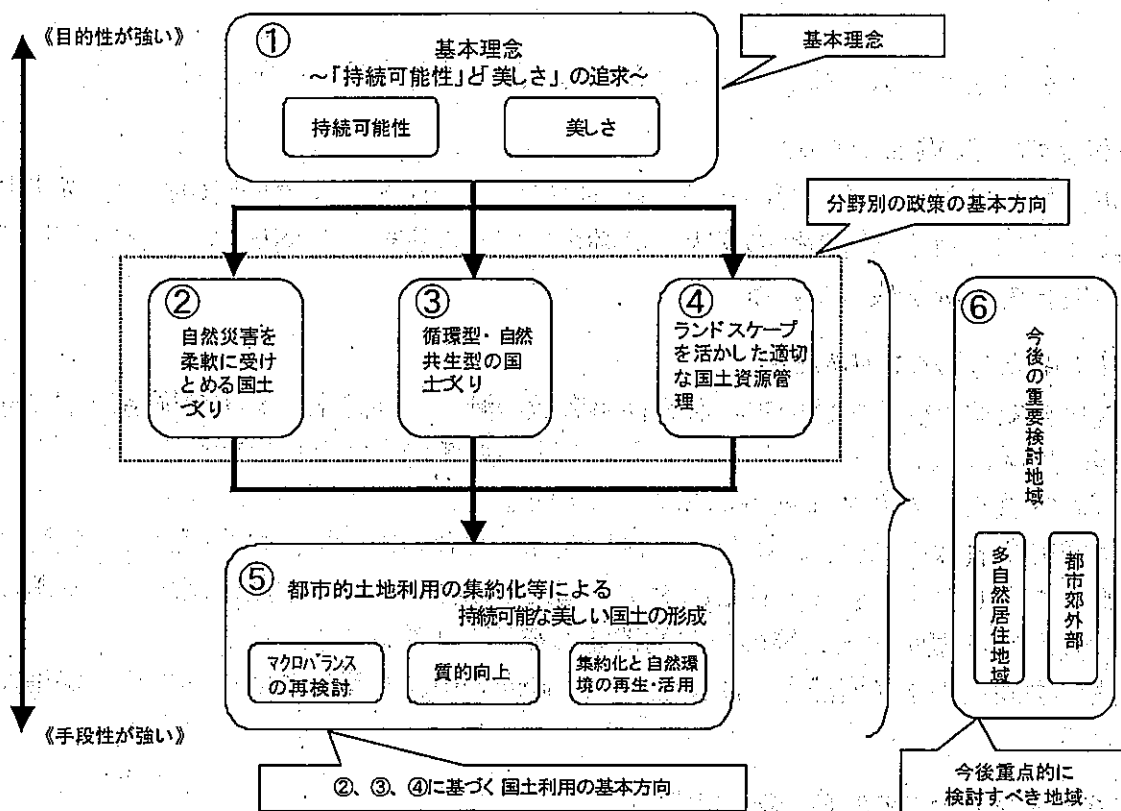 《目的性が強い》
①
基本理念
～「持続可能性」ど「美しさ」の追求～
持続可能性
美しさ
基本理念
分野別の政策の基本方向
②
自然災害を
柔軟に受け
とめる国土
づくり
③
循環型・自然
共生型の国
土づくり
④
ランドスケープ
を活かした適切
な国土資源管
理
⑤
都市的土地利用の集約化等による
持続可能な美しい国土の形成
マクロバランス
の再検討
質的向上
集約化と自然環
境の再生・活用
《手段性が強い》
②、③、④に基づく国土利用の基本方向
⑥
今後の重要検討地域
都市郊外部
多自然居住地域
今後重点的に
検討すべき地域